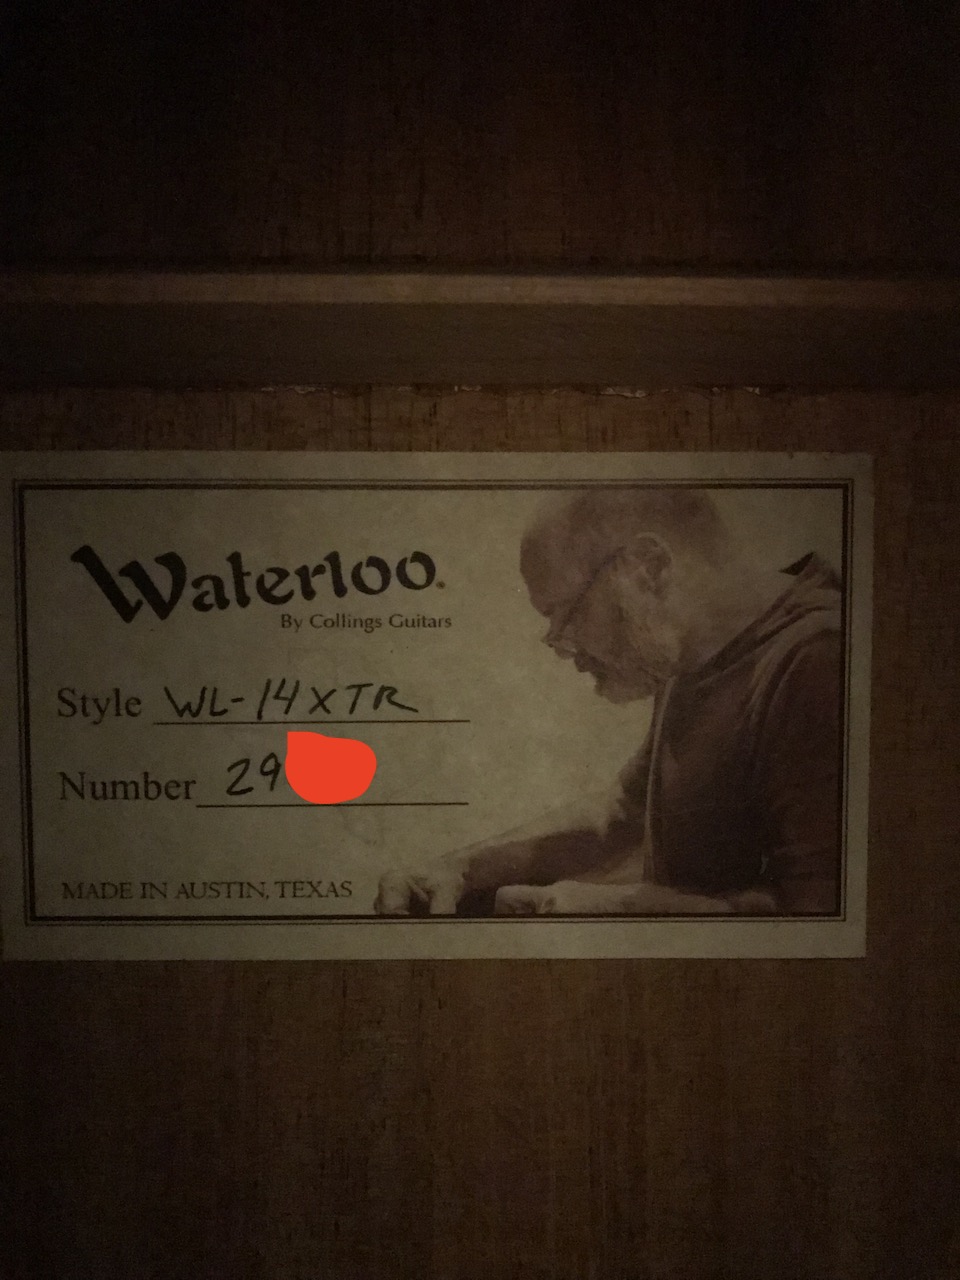 Waterloo
By Collings Guitars
Style WL-14XTR
Number 29
MADE IN AUSTIN, TEXAS